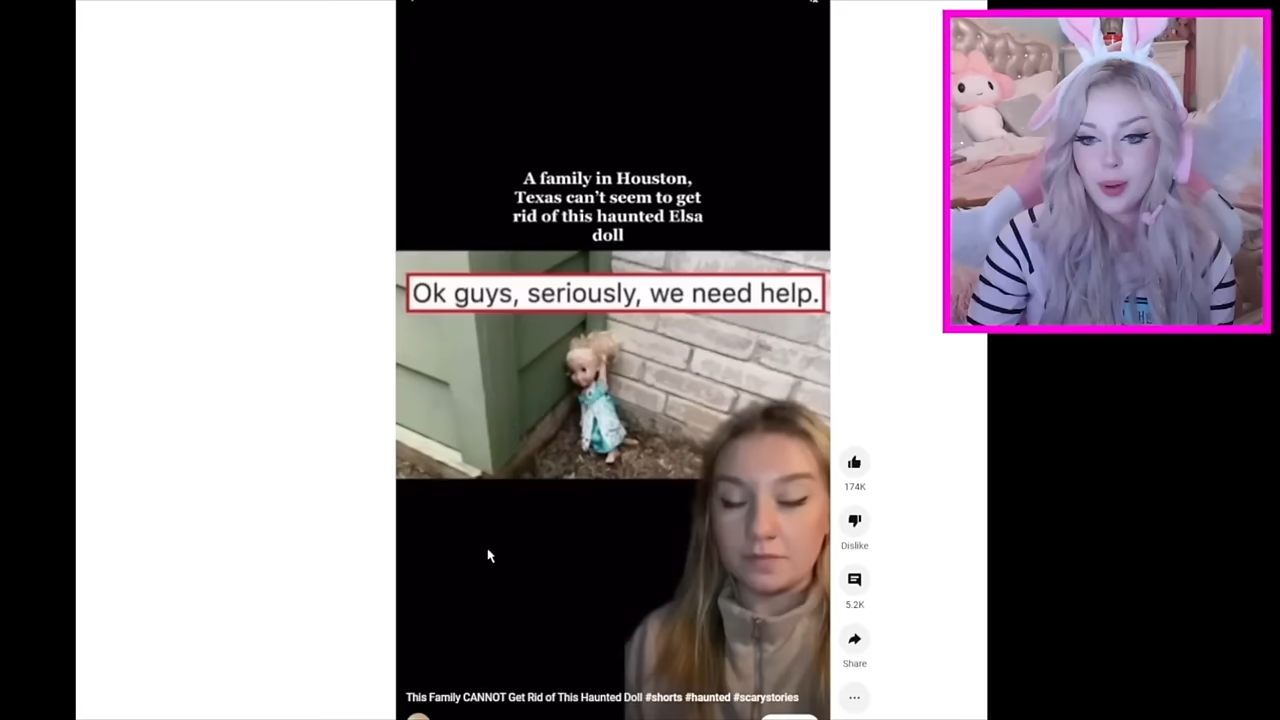 A family in Houston,
Texas can't seem to get
rid of this haunted Elsa
doll
Ok guys, seriously, we need help.
174K
Dislike
5.2K
Share
This Family CANNOT Get Rid of This Haunted Doll #shorts #haunted #scarystories